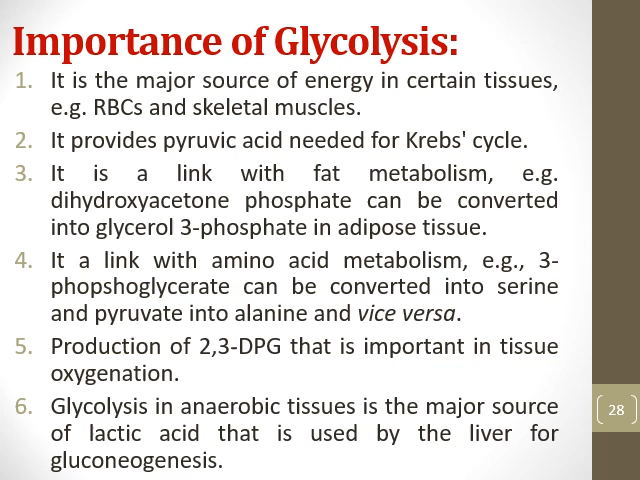 Importance of Glycolysis:
1. It is the major source of energy in certain tissues,
e.g. RBCs and skeletal muscles.
2. It provides pyruvic acid needed for Krebs' cycle.
3. It is a link with fat metabolism, e.g.
dihydroxyacetone phosphate can be converted
into glycerol 3-phosphate in adipose tissue.
4. It a link with amino acid metabolism, e.g., 3-
phopshoglycerate can be converted into serine
and pyruvate into alanine and vice versa.
5. Production of 2,3-DPG that is important in tissue
oxygenation.
6. Glycolysis in anaerobic tissues is the major source
of lactic acid that is used by the liver for
gluconeogenesis.
28